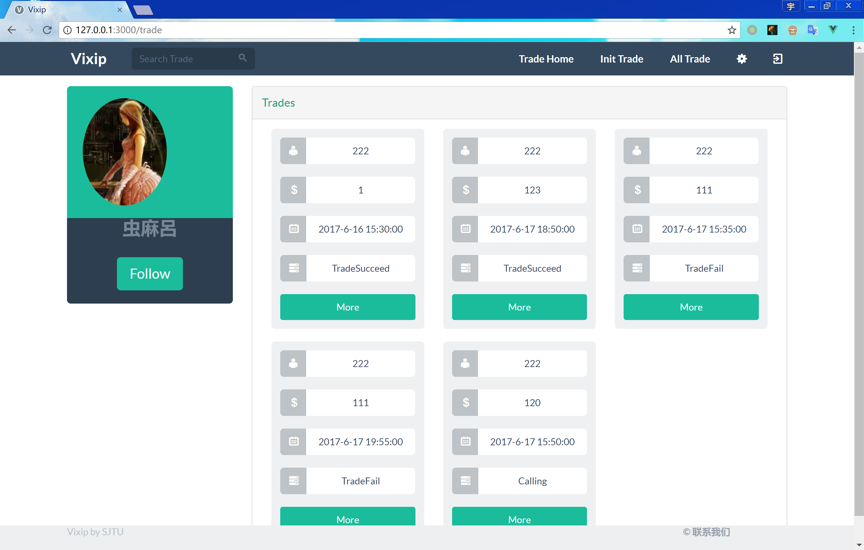 Vixip
宇
127.0.0.1:3000/trade
Vixip
Search Trade
Trade Home
Init Trade
All Trade
虫麻呂
Follow
Trades
222
1
2017-6-16 15:30:00
TradeSucceed
More
222
123
2017-6-17 18:50:00
TradeSucceed
More
222
111
2017-6-17 15:35:00
TradeFail
More
222
111
2017-6-17 19:55:00
TradeFail
More
222
120
2017-6-17 15:50:00
Calling
More
Vixip by SJTU
© 联系我们